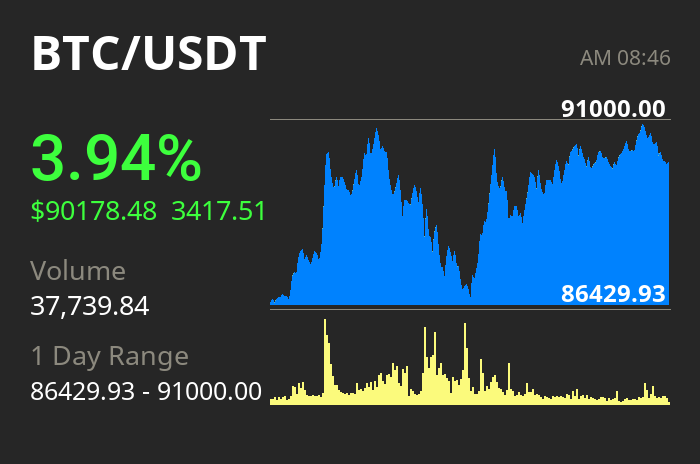 BTC/USDT
AM 08:46
91000.00
3.94%
$90178.48 3417.51
Volume
37,739.84
86429.93
1 Day Range
86429.93 - 91000.00